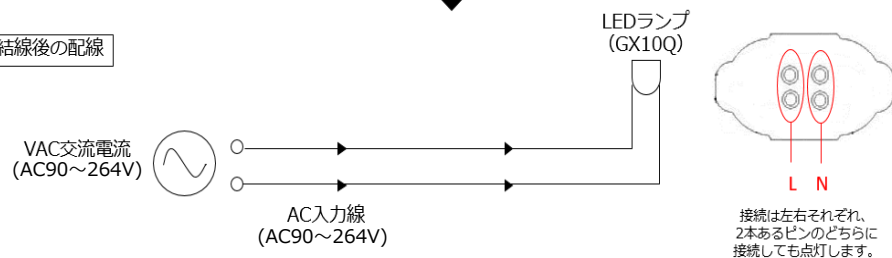 結線後の配線
LEDランプ
(GX10Q)
VAC交流電流
(AC90～264V)
AC入力線
(AC90～264V)
L N
接続は左右それぞれ、
2本あるピンのどちらに
接続しても点灯します。